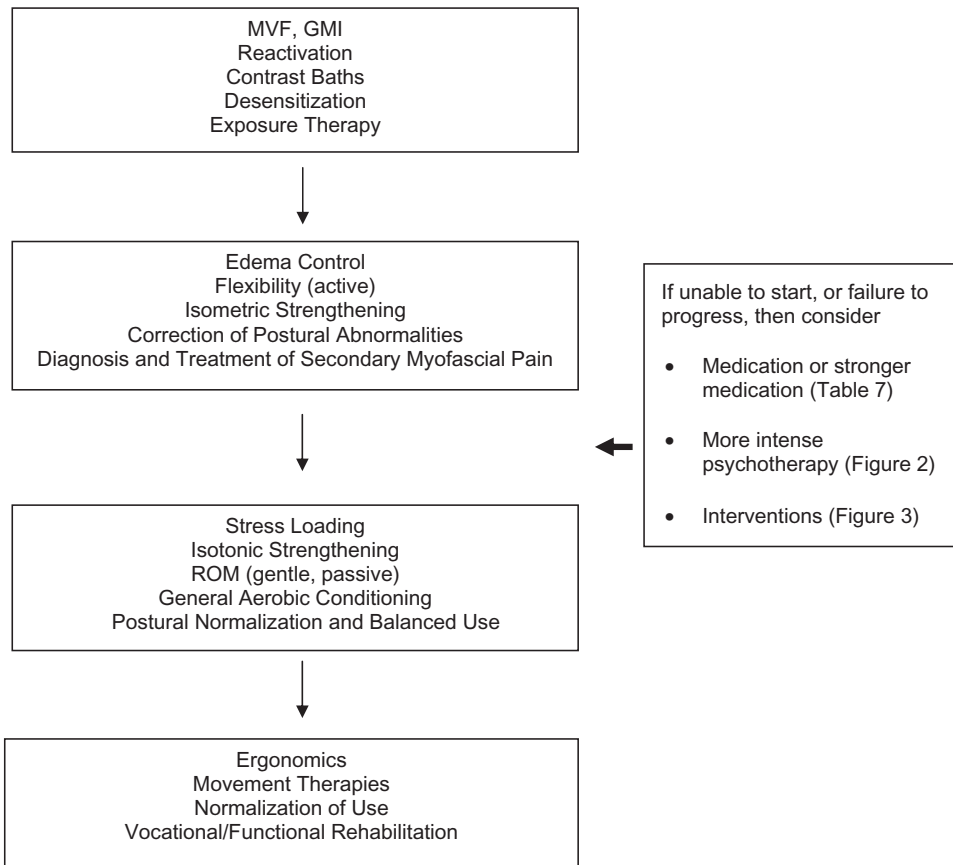 MVF, GMI
Reactivation
Contrast Baths
Desensitization
Exposure Therapy
Edema Control
Flexibility (active)
Isometric Strengthening
Correction of Postural Abnormalities
Diagnosis and Treatment of Secondary Myofascial Pain
If unable to start, or failure to
progress, then consider
• Medication or stronger
medication (Table 7)
• More intense
psychotherapy (Figure 2)
• Interventions (Figure 3)
Stress Loading
Isotonic Strengthening
ROM (gentle, passive)
General Aerobic Conditioning
Postural Normalization and Balanced Use
Ergonomics
Movement Therapies
Normalization of Use
Vocational/Functional Rehabilitation